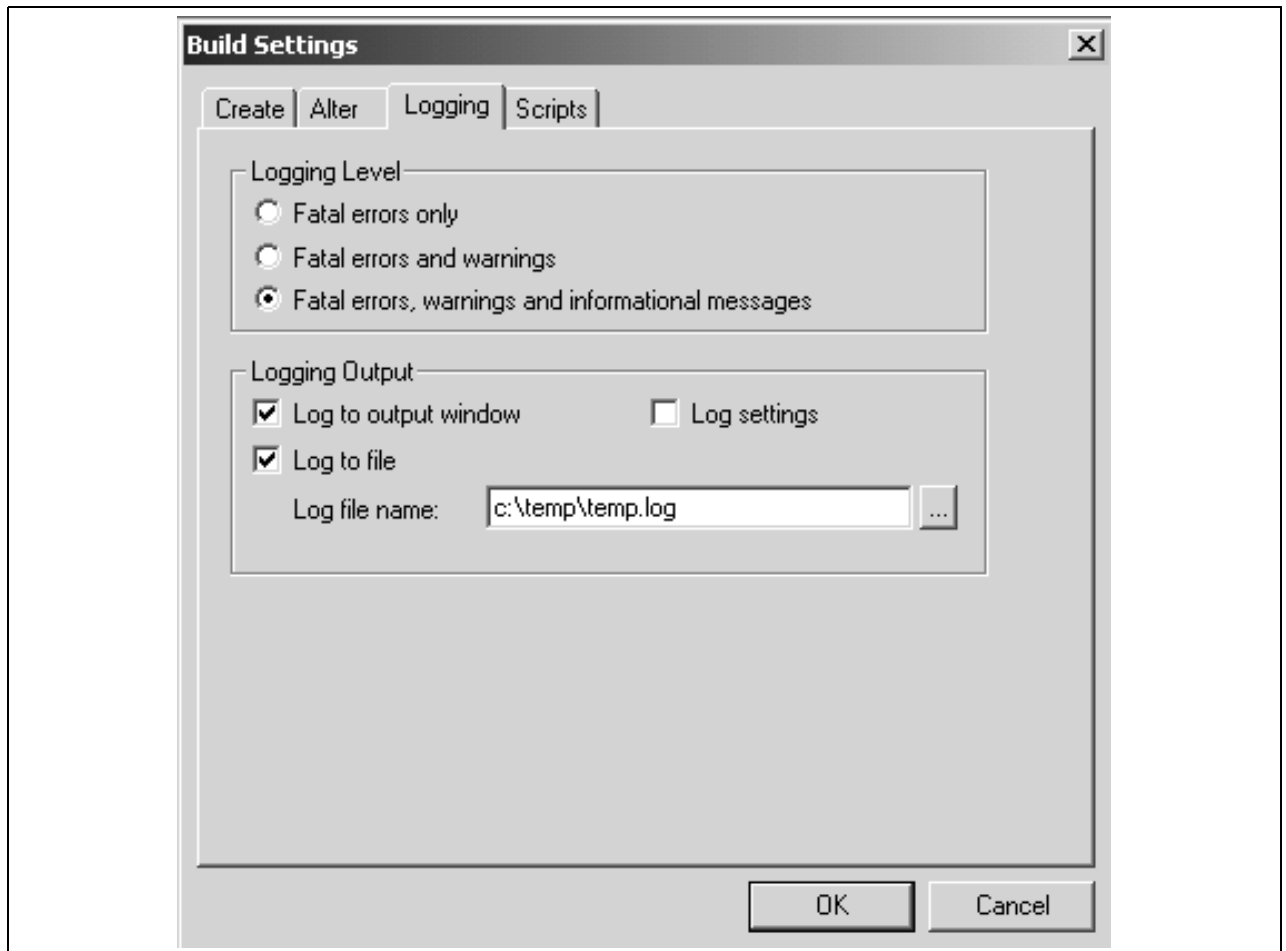 Build Settings
Create Alter Logging Scripts
Logging Level
Fatal errors only
Fatal errors and warnings
Fatal errors, warnings and informational messages
Logging Output
Log to output window Log settings
Log to file
Log file name: c:\temp\temp.log ...
OK Cancel